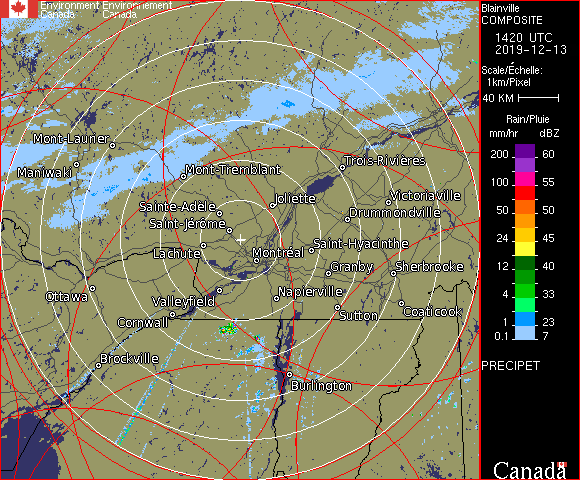 Environment Environnement
Canada Canada
Blainville
COMPOSITE
1420 UTC
2019-12-13
Scale/Échelle:
1km/Pixel
40 KM
Rain/Pluie
mm/hr dBZ
200 60
100 55
50 50
24 45
12 40
4 33
1 23
0.1 7
PRECIPET
Canada
Mont-Laurier
Maniwaki
Mont-Tremblant
Trois-Rivières
Sainte-Adèle
Joliette
Victoriaville
Drummondville
Saint-Jérôme
Lachute
Montréal
Saint-Hyacinthe
Granby
Sherbrooke
Ottawa
Valleyfield
Napierville
Cornwall
Sutton
Coaticook
Brockville
Burlington